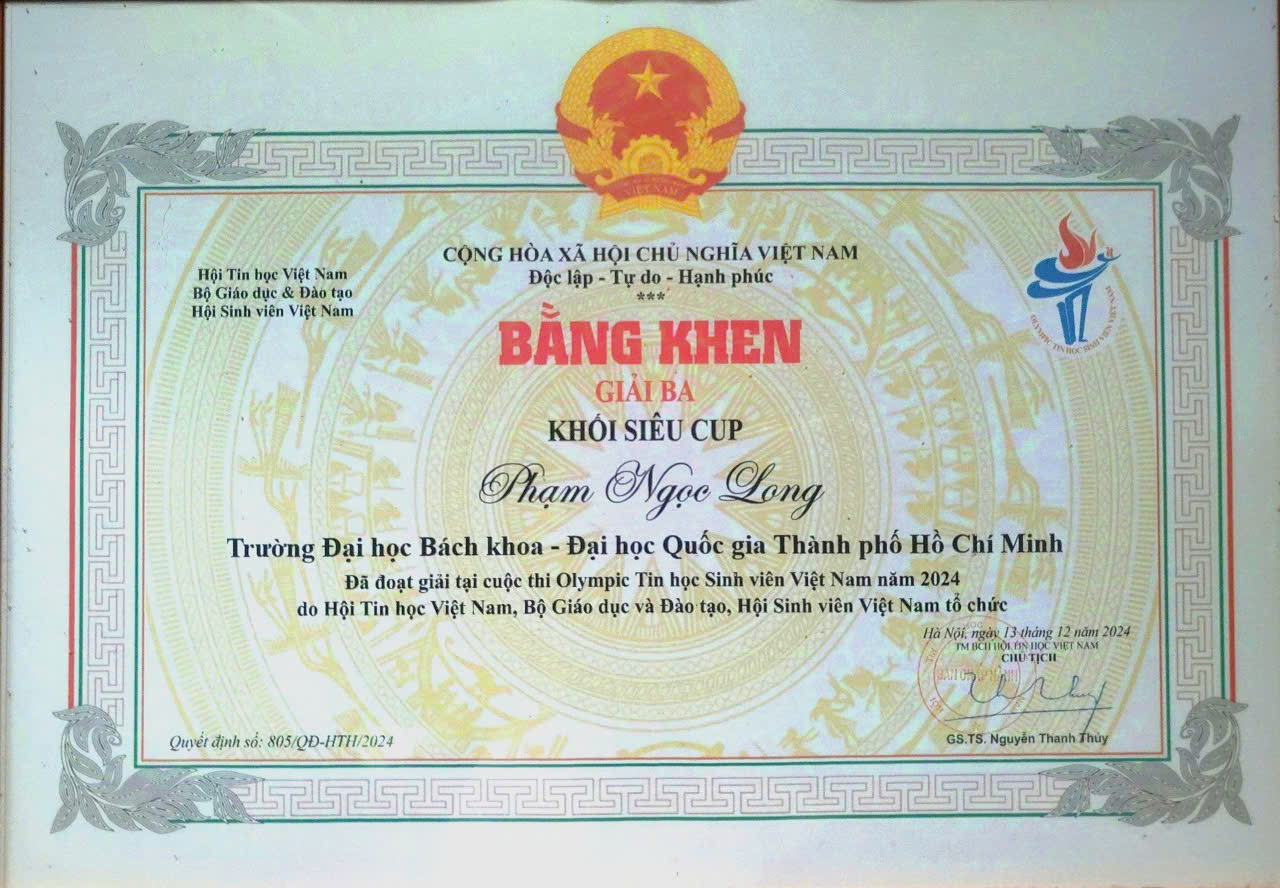 VIỆT NAM
CỘNG HÒA XÃ HỘI CHỦ NGHĨA VIỆT NAM
Độc lập - Tự do - Hạnh phúc
***
Hội Tin học Việt Nam
Bộ Giáo dục & Đào tạo
Hội Sinh viên Việt Nam
OLYMPIC TIN HỌC SINH VIÊN VIỆT NAM
BẰNG KHEN
GIẢI BA
KHỐI SIÊU CUP
Phạm Ngọc Long
Trường Đại học Bách khoa - Đại học Quốc gia Thành phố Hồ Chí Minh
Đã đoạt giải tại cuộc thi Olympic Tin học Sinh viên Việt Nam năm 2024
do Hội Tin học Việt Nam, Bộ Giáo dục và Đào tạo, Hội Sinh viên Việt Nam tổ chức
Hà Nội, ngày 13 tháng 12 năm 2024
TM BCH HỘI TIN HỌC VIỆT NAM
CHỦ TỊCH
BAN CHẤP HÀNH
GS.TS. Nguyễn Thanh Thủy
Quyết định số: 805/QĐ-HTH/2024